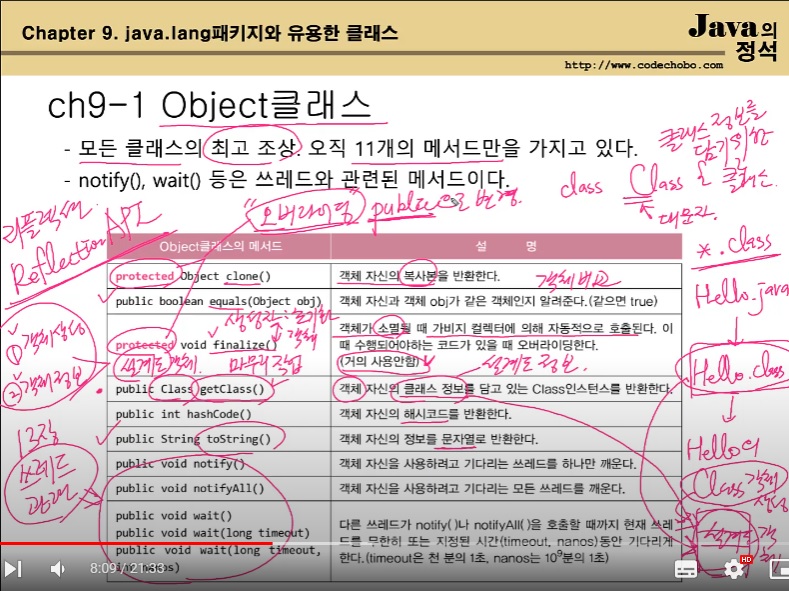 Chapter 9. java.lang패키지와 유용한 클래스
Java의 정석
http://www.codechobo.com
ch9-1 Object클래스
- 모든 클래스의 최고 조상. 오직 11개의 메서드만을 가지고 있다.
- notify(), wait() 등은 쓰레드와 관련된 메서드이다.
클래스 정보를
담기 위한
클래스.
class Class {
대문자.
"오버라이딩" public으로 변경.
리플렉션
Reflection API
① 객체생성
② 객체정보
13장
쓰레드
관련
Object클래스의 메서드 설 명
protected Object clone() 객체 자신의 복사본을 반환한다.
객체비교
public boolean equals(Object obj) 객체 자신과 객체 obj가 같은 객체인지 알려준다.(같으면 true)
생성자 : 초기화
객체
protected void finalize() 객체가 소멸될 때 가비지 컬렉터에 의해 자동적으로 호출된다. 이
때 수행되어야하는 코드가 있을 때 오버라이딩한다.
(거의 사용안함)
설계도 객체. 마무리 작업
설계도 정보.
public Class getClass() 객체 자신의 클래스 정보를 담고 있는 Class인스턴스를 반환한다.
public int hashCode() 객체 자신의 해시코드를 반환한다.
public String toString() 객체 자신의 정보를 문자열로 반환한다.
public void notify() 객체 자신을 사용하려고 기다리는 쓰레드를 하나만 깨운다.
public void notifyAll() 객체 자신을 사용하려고 기다리는 모든 쓰레드를 깨운다.
public void wait()
public void wait(long timeout)
public void wait(long timeout,
int nanos)
다른 쓰레드가 notify()나 notifyAll()을 호출할 때까지 현재 쓰레
드를 무한히 또는 지정된 시간(timeout, nanos)동안 기다리게
한다.(timeout은 천 분의 1초, nanos는 10⁹분의 1초)
*.class
Hello.java
Hello.class
Hello의
Class객체
생성
설계도 객
8:09 / 21:33
HD